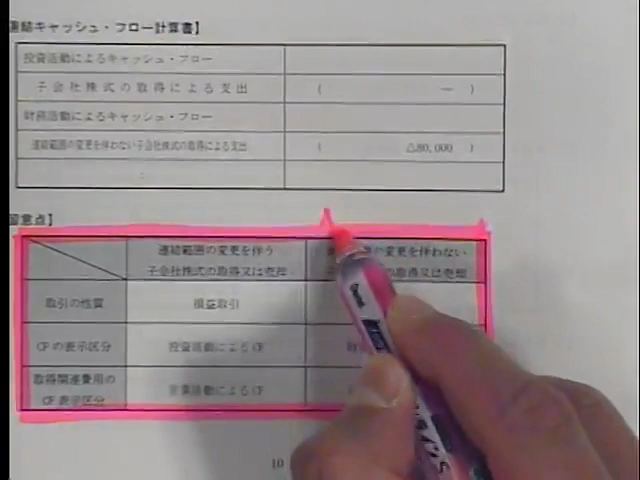 連結キャッシュ・フロー計算書】
投資活動によるキャッシュ・フロー
子会社株式の取得による支出 ( ― )
財務活動によるキャッシュ・フロー
連結範囲の変更を伴わない子会社株式の取得による支出 ( △80,000 )
:
留意点】
連結範囲の変更を伴う
子会社株式の取得又は売却
の変更を伴わない
の取得又は売却
取引の性質 損益取引
CFの表示区分 投資活動によるCF
取得関連費用の
CF表示区分
営業活動によるCF
10